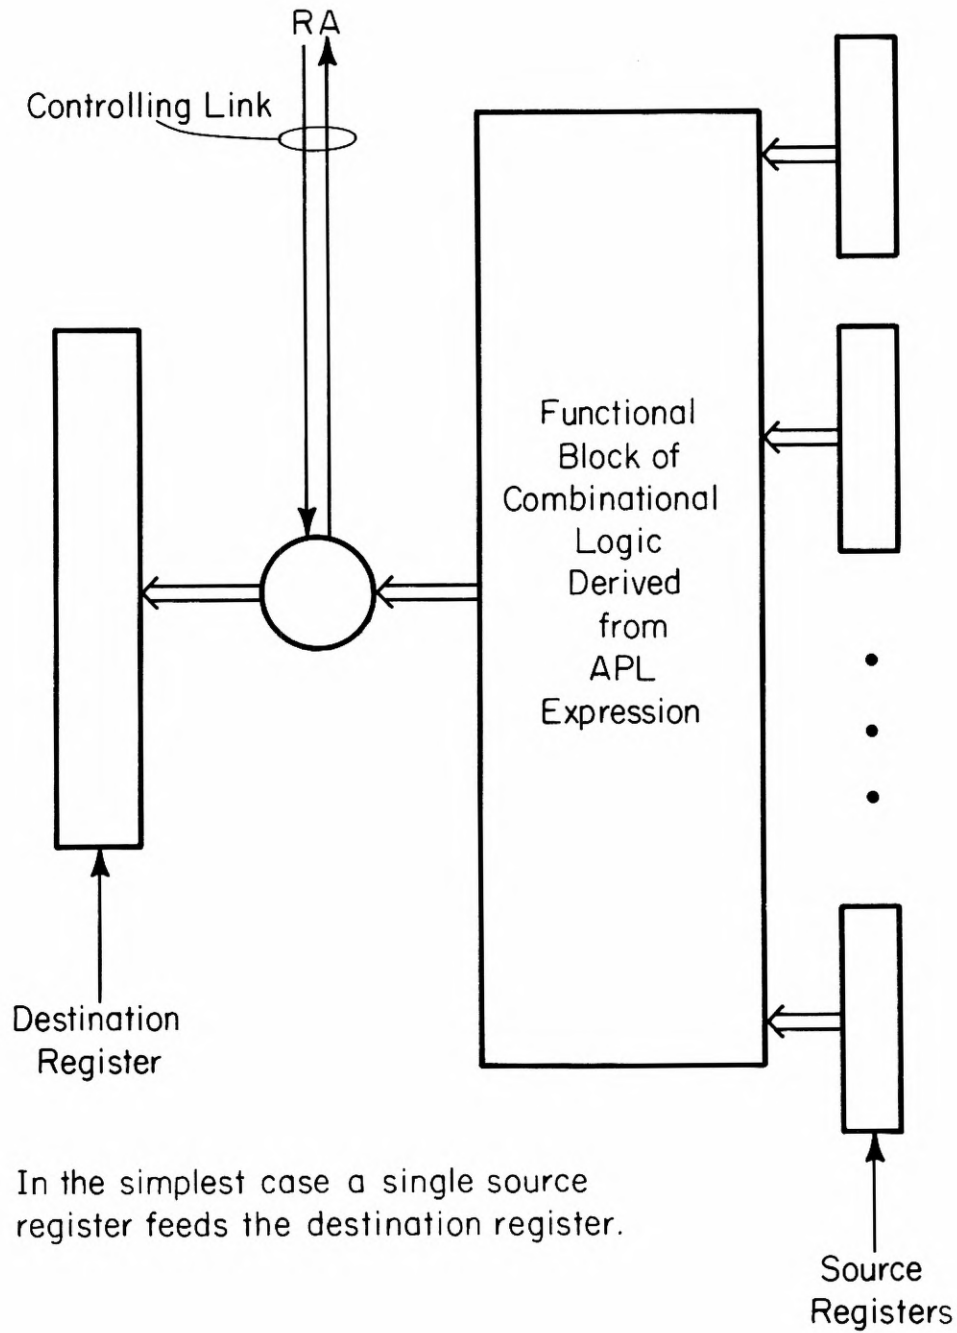 RA
Controlling Link
Functional
Block of
Combinational
Logic
Derived
from
APL
Expression
Destination
Register
In the simplest case a single source
register feeds the destination register.
Source
Registers